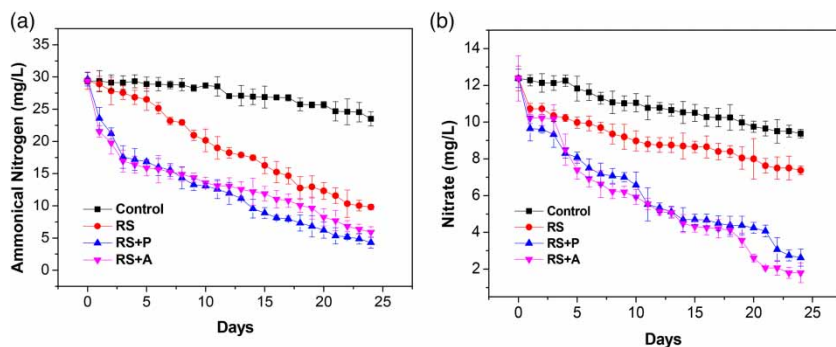 (a)
Ammonical Nitrogen (mg/L)
35
30
25
20
15
10
5
0
Control
RS
RS+P
RS+A
0 5 10 15 20 25
Days
(b)
Nitrate (mg/L)
14
12
10
8
6
4
2
Control
RS
RS+P
RS+A
0 5 10 15 20 25
Days